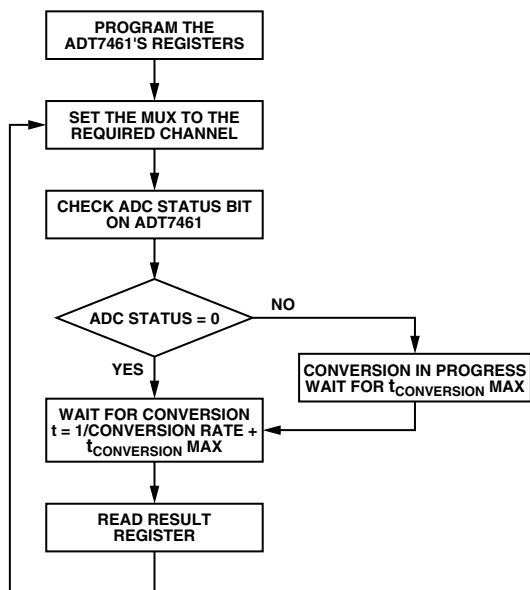 PROGRAM THE
ADT7461'S REGISTERS
SET THE MUX TO THE
REQUIRED CHANNEL
CHECK ADC STATUS BIT
ON ADT7461
ADC STATUS = 0
NO
YES
CONVERSION IN PROGRESS
WAIT FOR tCONVERSION MAX
WAIT FOR CONVERSION
t = 1/CONVERSION RATE +
tCONVERSION MAX
READ RESULT
REGISTER